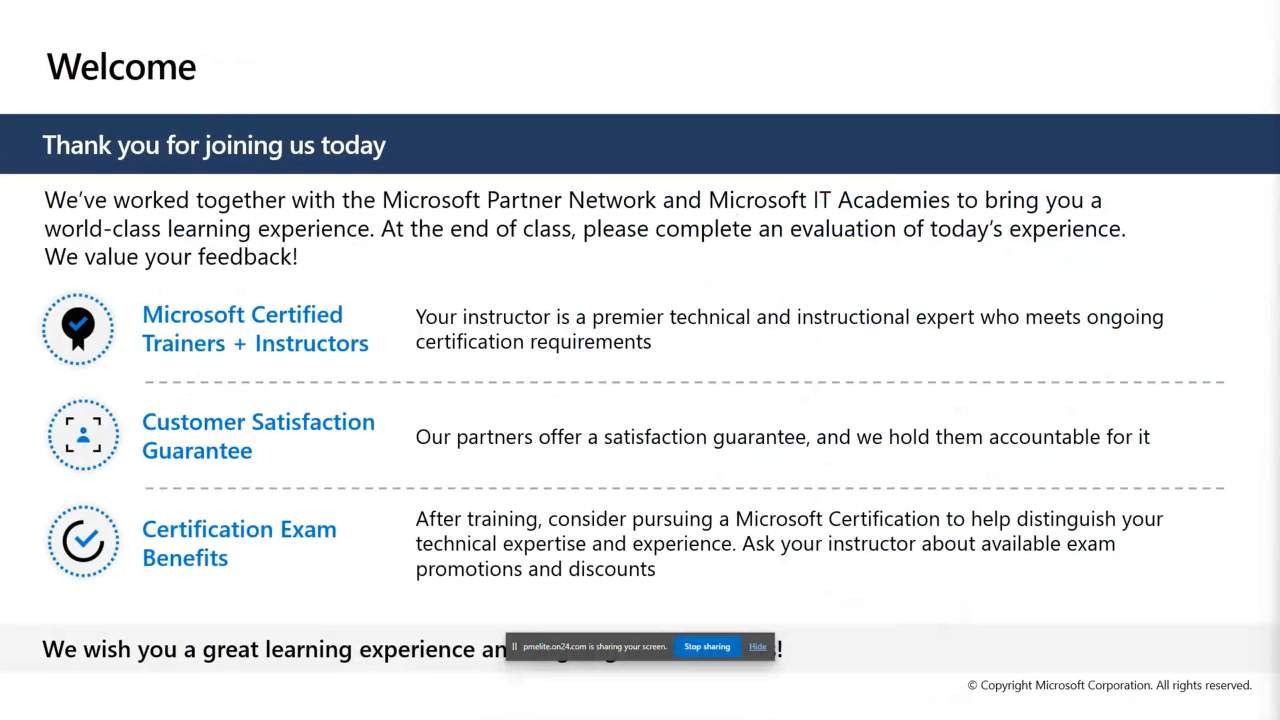 Welcome
Thank you for joining us today
We've worked together with the Microsoft Partner Network and Microsoft IT Academies to bring you a
world-class learning experience. At the end of class, please complete an evaluation of today's experience.
We value your feedback!
Microsoft Certified
Trainers + Instructors
Your instructor is a premier technical and instructional expert who meets ongoing
certification requirements
Customer Satisfaction
Guarantee
Our partners offer a satisfaction guarantee, and we hold them accountable for it
Certification Exam
Benefits
After training, consider pursuing a Microsoft Certification to help distinguish your
technical expertise and experience. Ask your instructor about available exam
promotions and discounts
We wish you a great learning experience an !
pmelite.on24.com is sharing your screen. Stop sharing Hide
© Copyright Microsoft Corporation. All rights reserved.